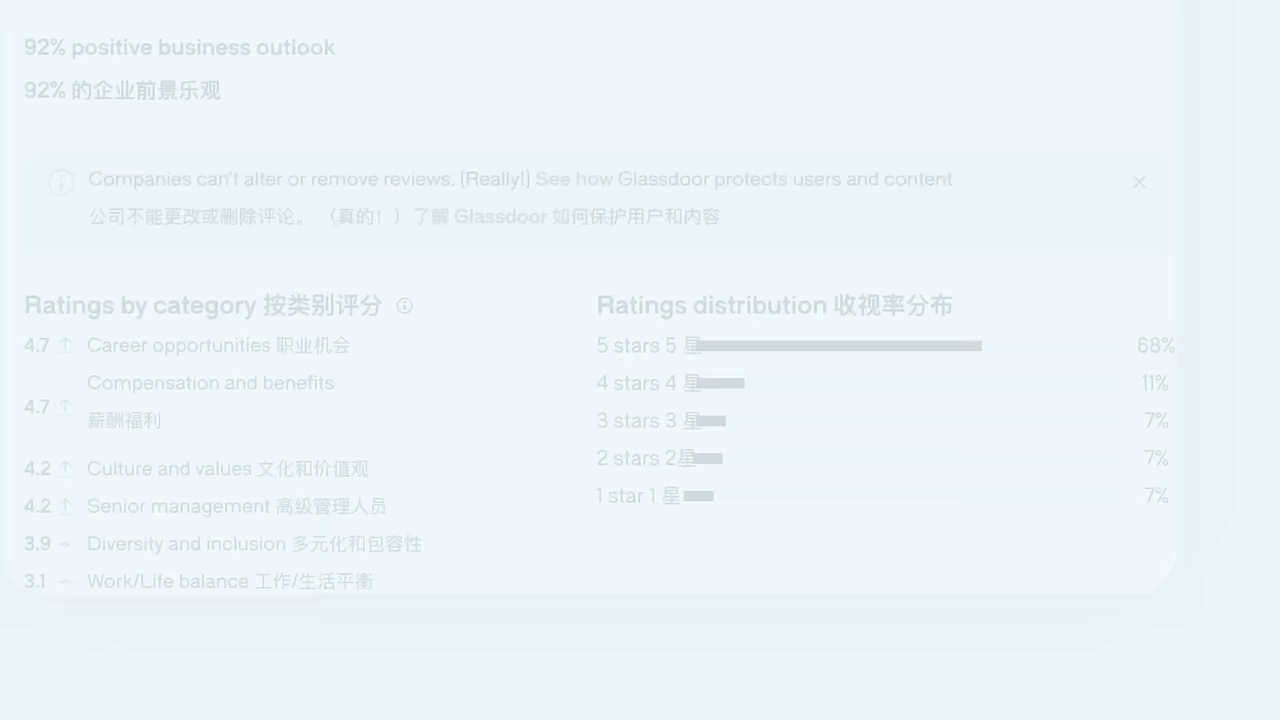 92% positive business outlook
92% 的企业前景乐观
Companies can't alter or remove reviews. (Really!) See how Glassdoor protects users and content
公司不能更改或删除评论。 （真的！）了解 Glassdoor 如何保护用户和内容
Ratings by category 按类别评分
4.7 Career opportunities 职业机会
Compensation and benefits
4.7
薪酬福利
4.2 Culture and values 文化和价值观
4.2 Senior management 高级管理人员
3.9 Diversity and inclusion 多元化和包容性
3.1 Work/Life balance 工作/生活平衡
Ratings distribution 收视率分布
5 stars 5 星 68%
4 stars 4 星 11%
3 stars 3 星 7%
2 stars 2星 7%
1 star 1 星 7%